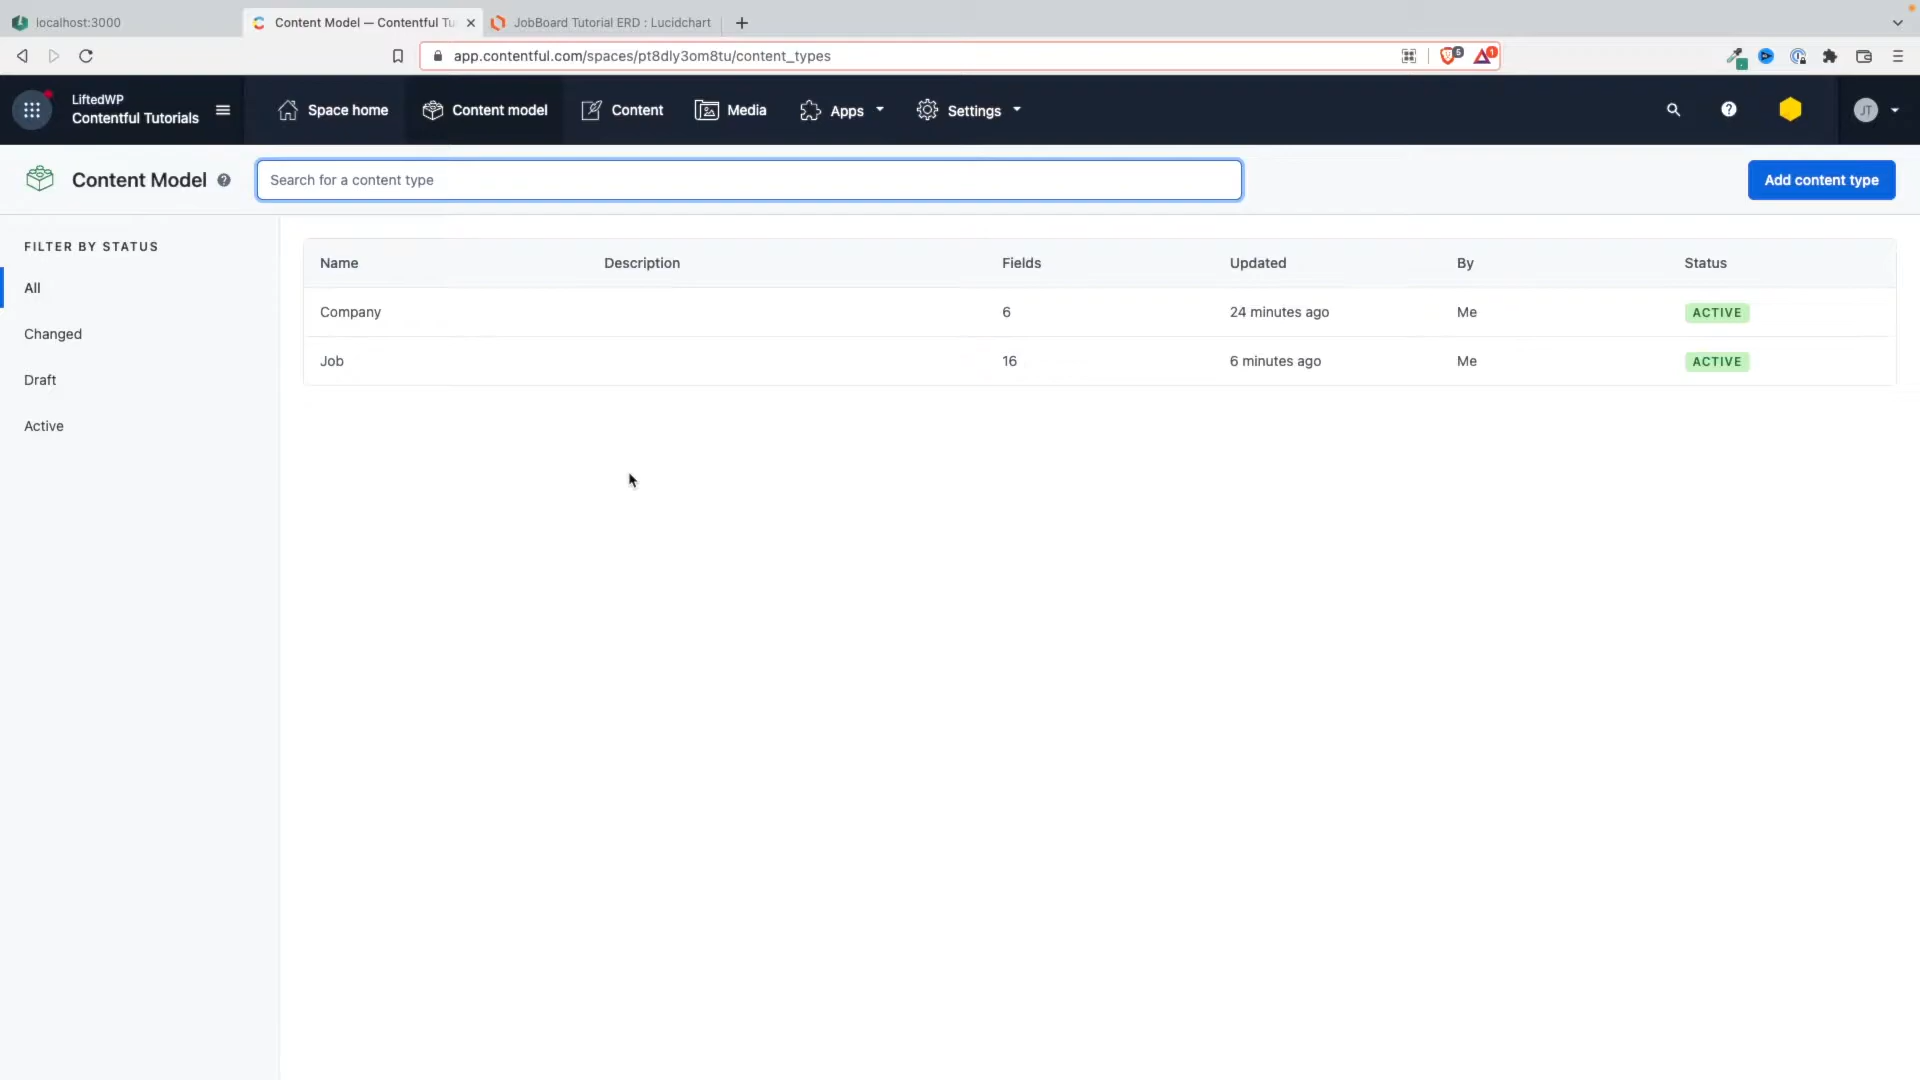 localhost:3000
Content Model — Contentful Tu
JobBoard Tutorial ERD : Lucidchart
app.contentful.com/spaces/pt8dly3om8tu/content_types
5
1
LiftedWP
Contentful Tutorials
Space home
Content model
Content
Media
Apps
Settings
?
JT
Content Model ?
Search for a content type
Add content type
FILTER BY STATUS
All
Changed
Draft
Active
Name Description Fields Updated By Status
Company 6 24 minutes ago Me ACTIVE
Job 16 6 minutes ago Me ACTIVE